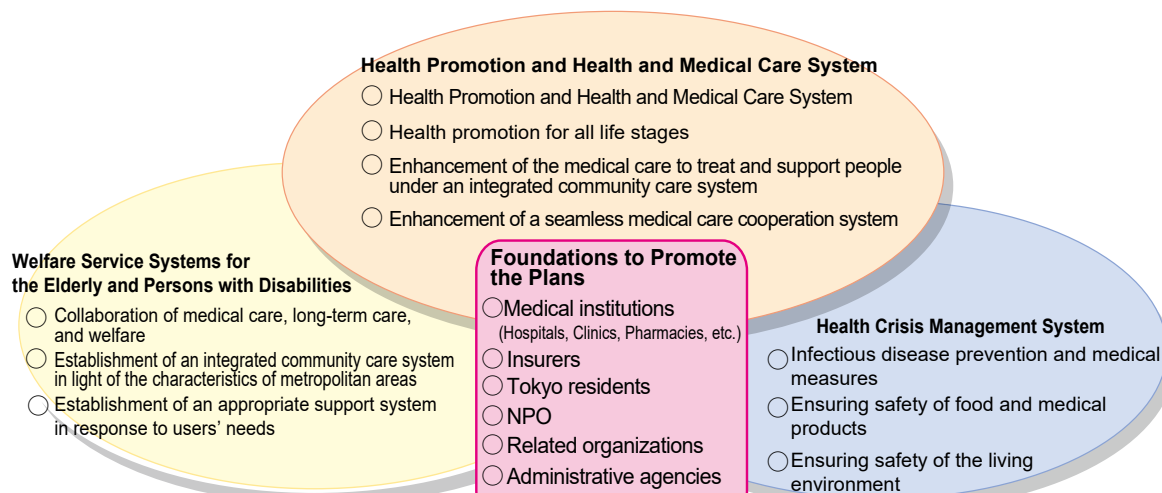 Health Promotion and Health and Medical Care System
○ Health Promotion and Health and Medical Care System
○ Health promotion for all life stages
○ Enhancement of the medical care to treat and support people
under an integrated community care system
○ Enhancement of a seamless medical care cooperation system
Welfare Service Systems for
the Elderly and Persons with Disabilities
○ Collaboration of medical care, long-term care,
and welfare
○ Establishment of an integrated community care system
in light of the characteristics of metropolitan areas
○ Establishment of an appropriate support system
in response to users’ needs
Foundations to Promote
the Plans
○ Medical institutions
(Hospitals, Clinics, Pharmacies, etc.)
○ Insurers
○ Tokyo residents
○ NPO
○ Related organizations
○ Administrative agencies
Health Crisis Management System
○ Infectious disease prevention and medical
measures
○ Ensuring safety of food and medical
products
○ Ensuring safety of the living
environment